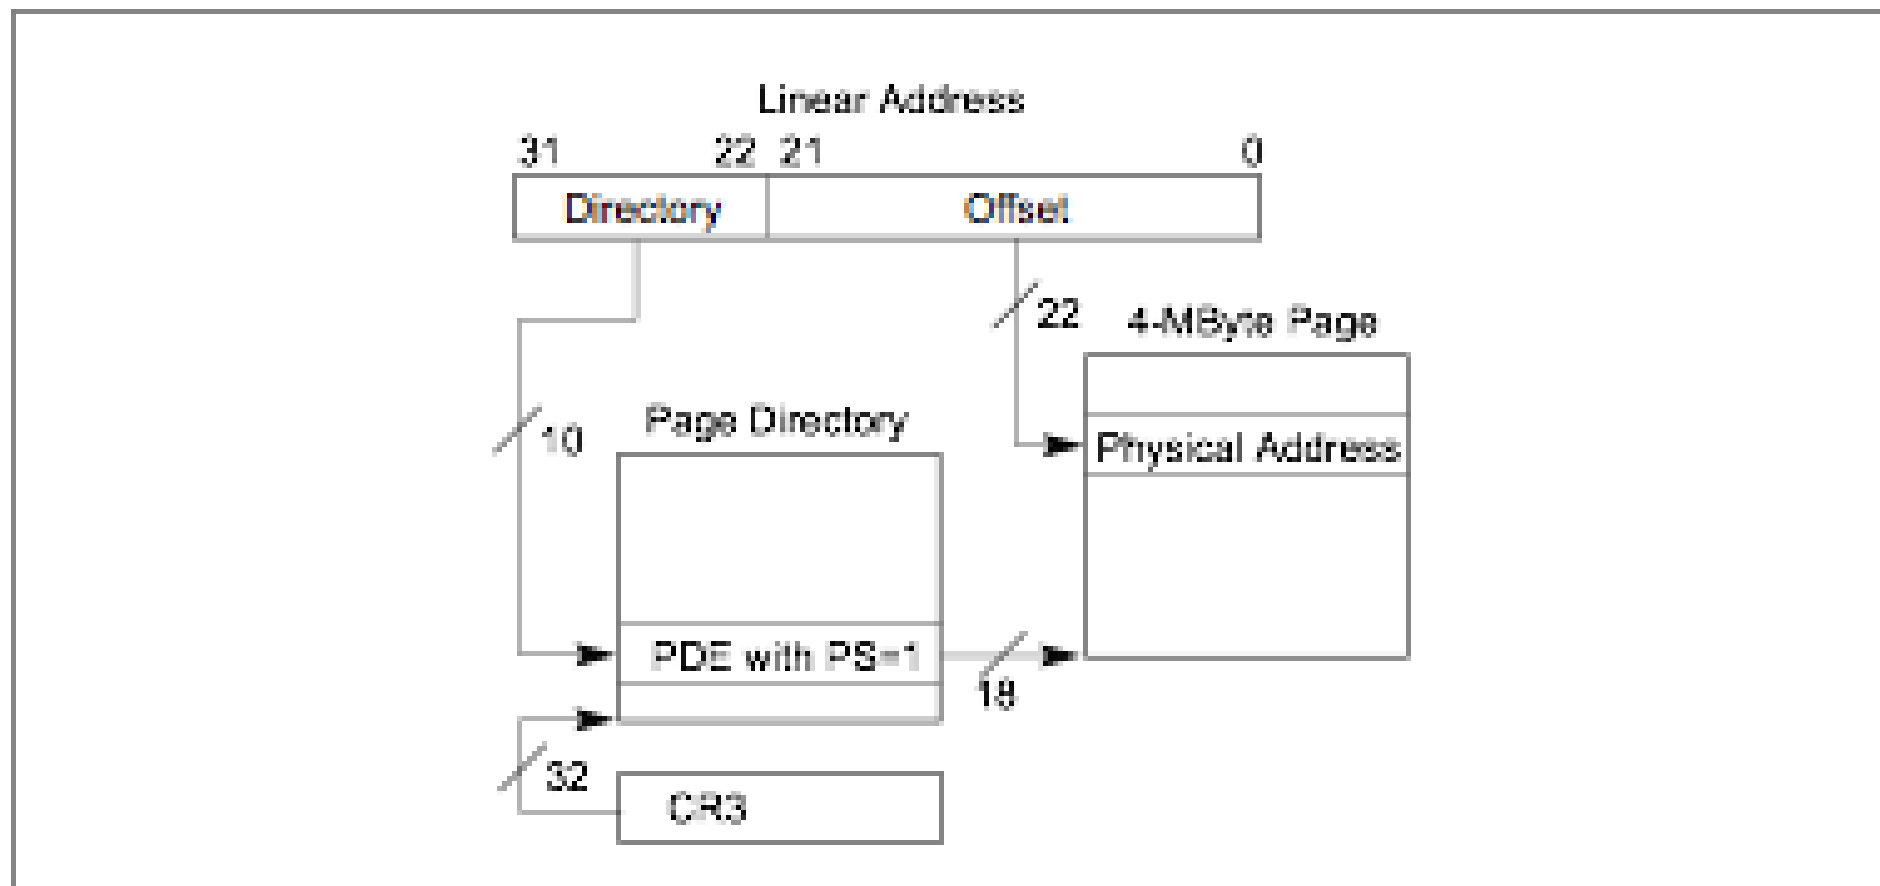 Linear Address
31 22 21 0
Directory Offset
22
4-MByte Page
10
Page Directory
Physical Address
PDE with PS=1
18
32
CR3